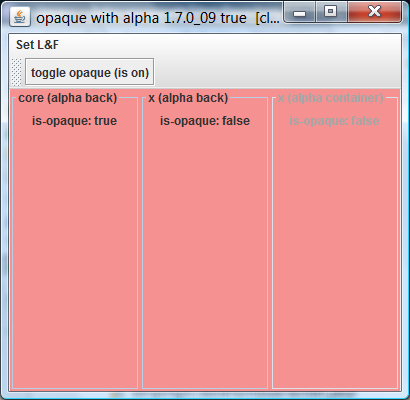 opaque with alpha 1.7.0_09 true [cl...
Set L&F
toggle opaque (is on)
core (alpha back) x (alpha back) x (alpha container)
is-opaque: true is-opaque: false is-opaque: false